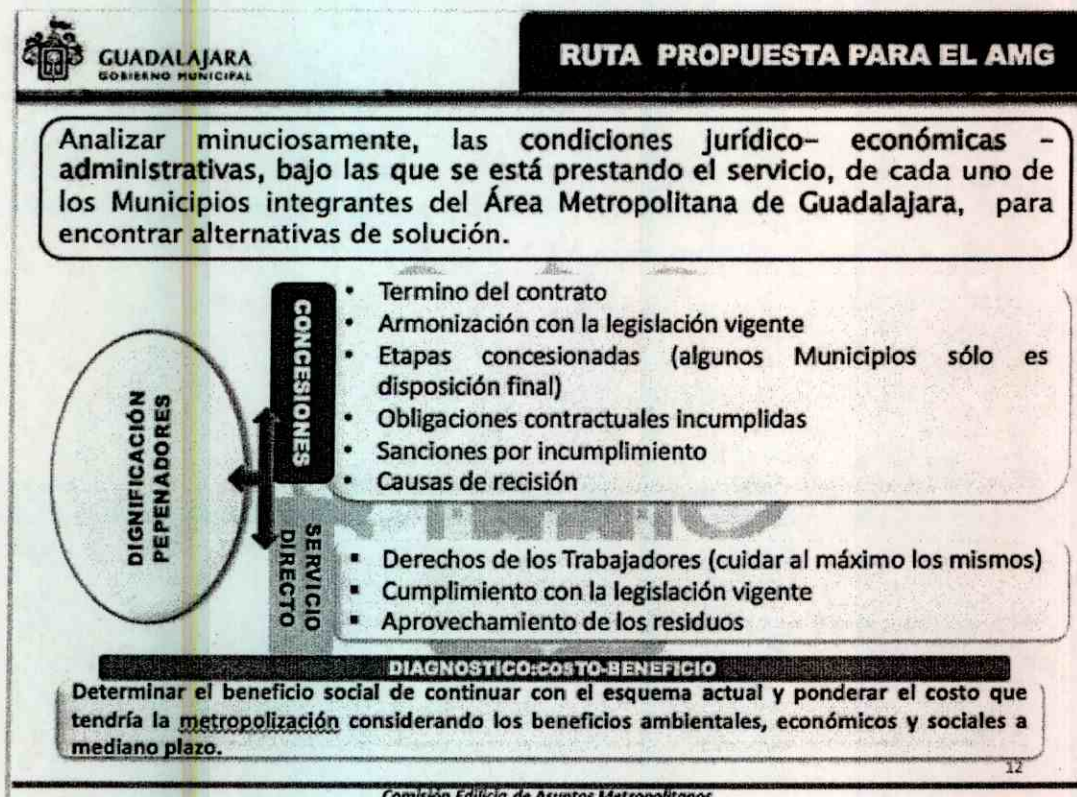 GUADALAJARA
GOBIERNO MUNICIPAL
RUTA PROPUESTA PARA EL AMG
Analizar minuciosamente, las condiciones jurídico– económicas –
administrativas, bajo las que se está prestando el servicio, de cada uno de
los Municipios integrantes del Área Metropolitana de Guadalajara, para
encontrar alternativas de solución.
DIGNIFICACIÓN
PEPENADORES
CONCESIONES
• Termino del contrato
• Armonización con la legislación vigente
• Etapas concesionadas (algunos Municipios sólo es
disposición final)
• Obligaciones contractuales incumplidas
• Sanciones por incumplimiento
• Causas de recisión
SERVICIO
DIRECTO
▪ Derechos de los Trabajadores (cuidar al máximo los mismos)
▪ Cumplimiento con la legislación vigente
▪ Aprovechamiento de los residuos
DIAGNOSTICO:COSTO-BENEFICIO
Determinar el beneficio social de continuar con el esquema actual y ponderar el costo que
tendría la metropolización considerando los beneficios ambientales, económicos y sociales a
mediano plazo.
12
Comisión Edilicia de Asuntos Metropolitanos